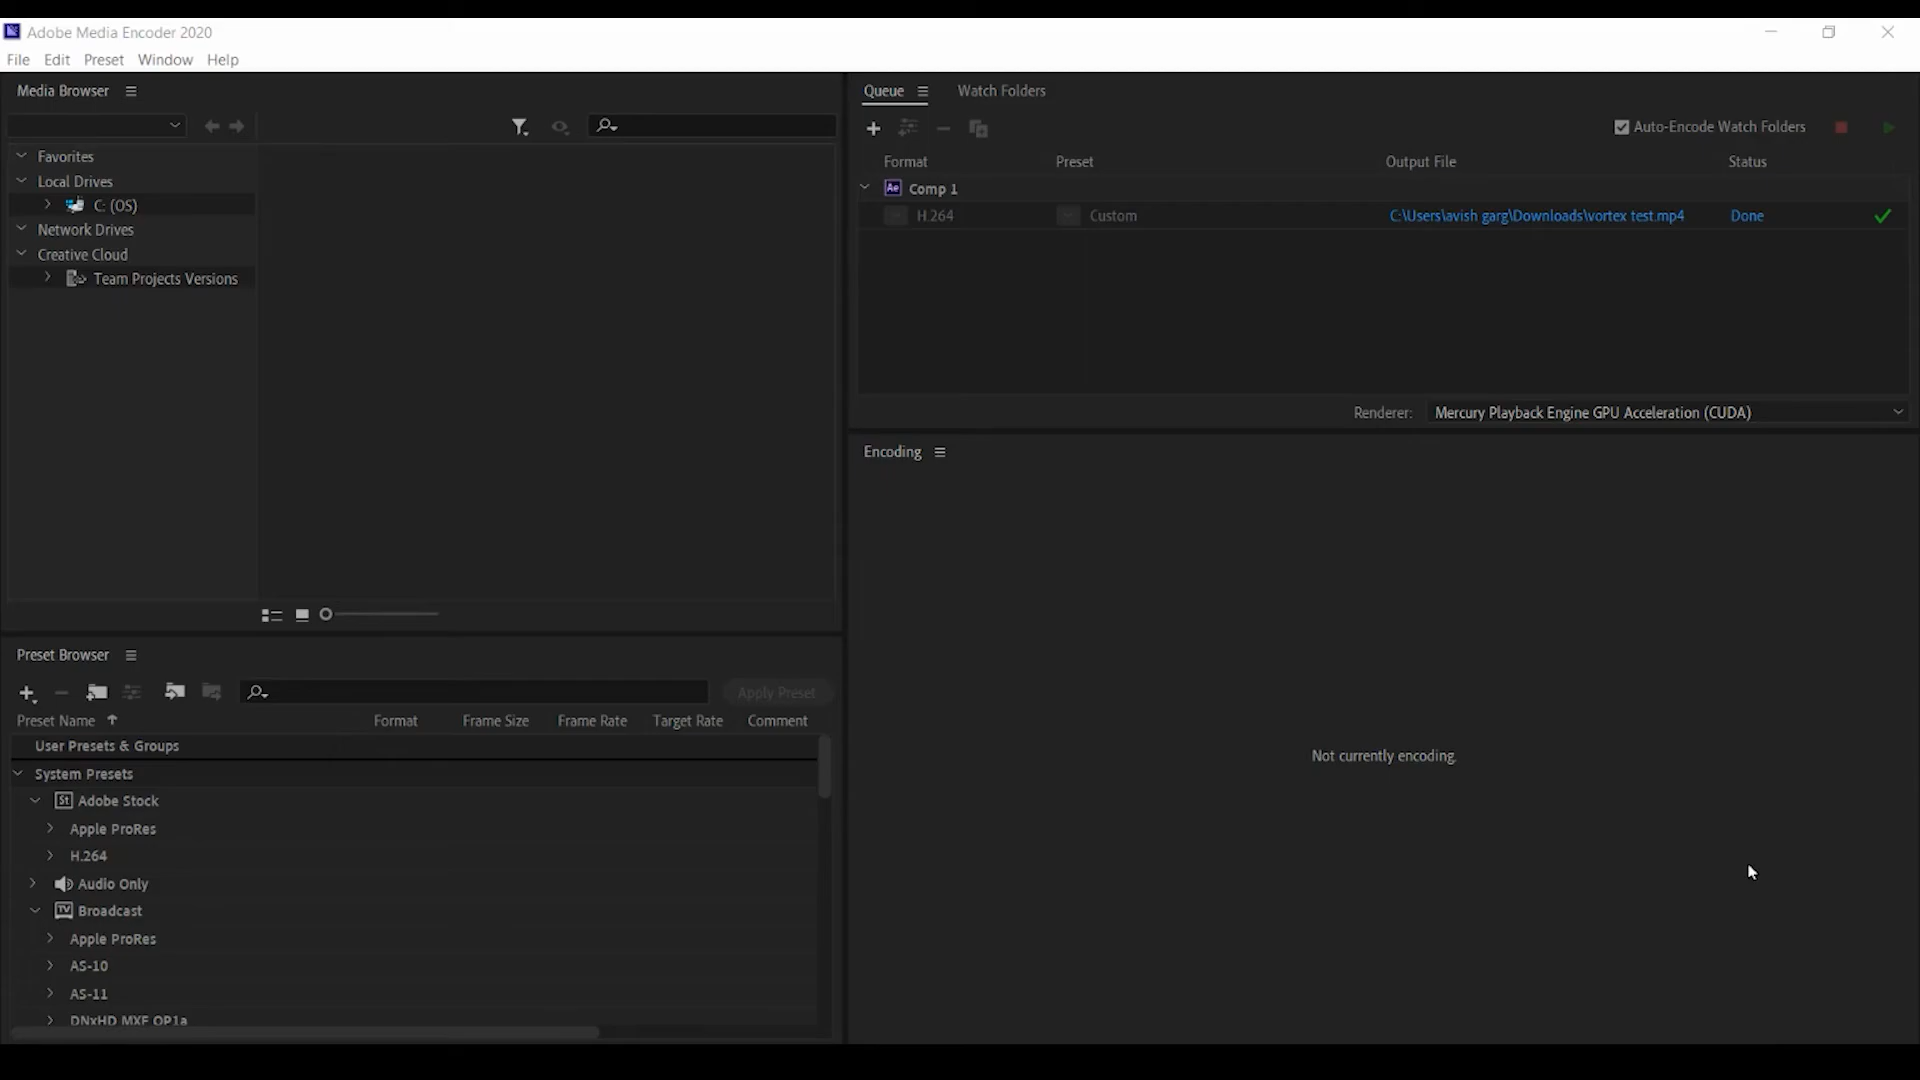 Adobe Media Encoder 2020
File Edit Preset Window Help
Media Browser
Favorites
Local Drives
C: (OS)
Network Drives
Creative Cloud
Team Projects Versions
Queue Watch Folders
Auto-Encode Watch Folders
Format Preset Output File Status
Ae Comp 1
H.264 Custom C:\Users\avish garg\Downloads\vortex test.mp4 Done
Renderer: Mercury Playback Engine GPU Acceleration (CUDA)
Encoding
Not currently encoding.
Preset Browser
Apply Preset
Preset Name Format Frame Size Frame Rate Target Rate Comment
User Presets & Groups
System Presets
St Adobe Stock
Apple ProRes
H.264
Audio Only
TV Broadcast
Apple ProRes
AS-10
AS-11
DNxHD MXF OP1a